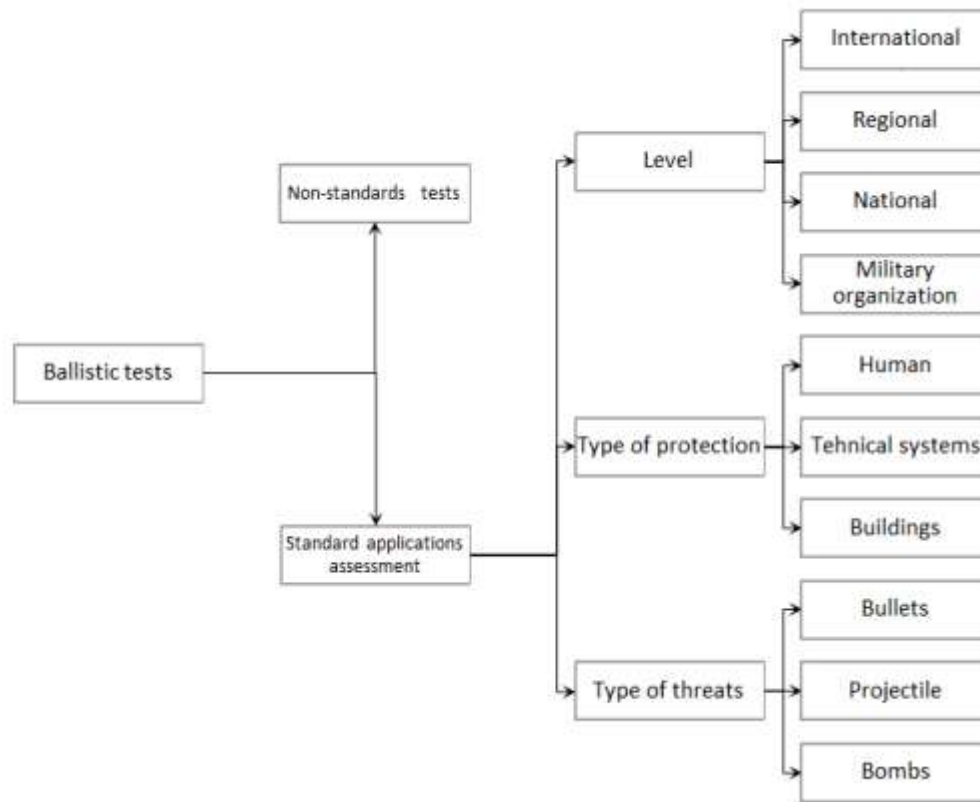 International
Regional
Level
Non-standards tests
National
Military
organization
Ballistic tests
Human
Type of protection
Tehnical systems
Buildings
Standard applications
assessment
Bullets
Type of threats
Projectile
Bombs